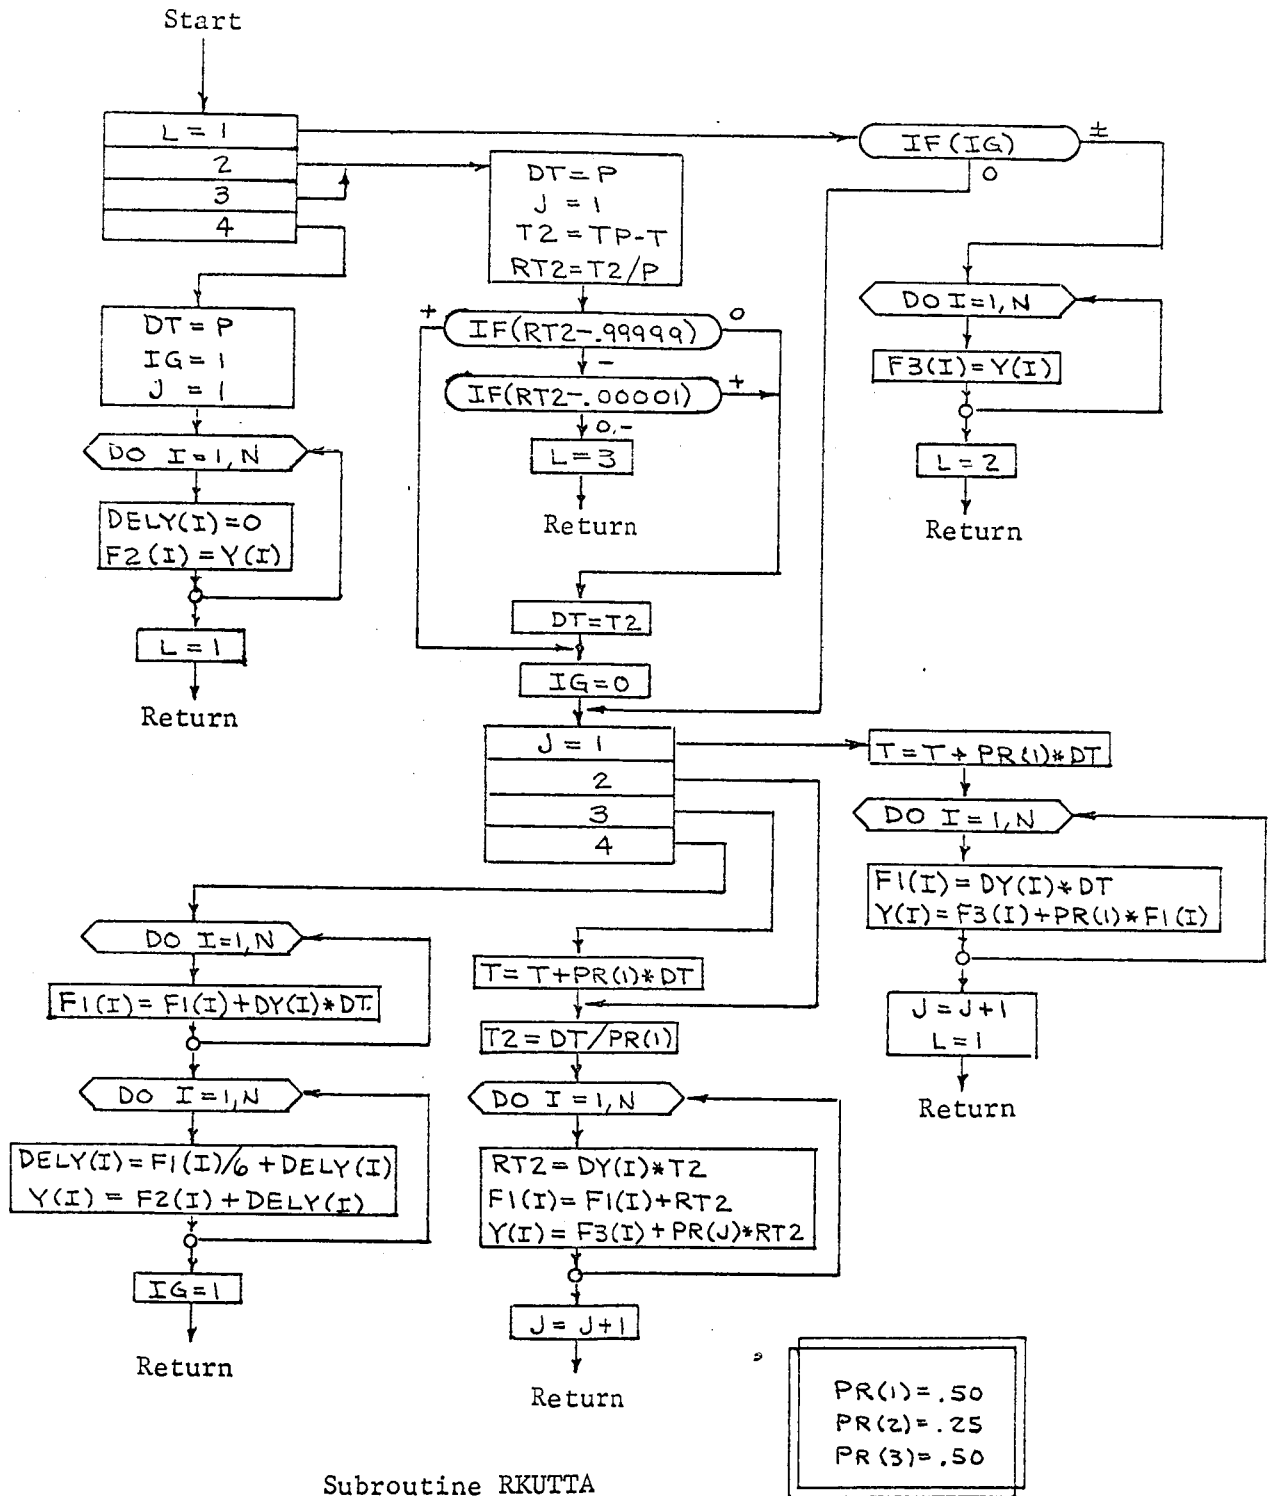 Start
L = 1
2
3
4
DT = P
J = 1
T2 = TP-T
RT2=T2/P
IF (IG)
±
0
DT = P
IG = 1
J = 1
+
IF(RT2-.99999)
0
-
IF(RT2-.00001)
+
0,-
L = 3
Return
DO I=1,N
F3(I)=Y(I)
L = 2
Return
DO I=1,N
DELY(I)=0
F2(I)=Y(I)
L = 1
Return
DT=T2
IG=0
J = 1
2
3
4
T=T+ PR(1)*DT
DO I=1,N
F1(I)=DY(I)*DT
Y(I)=F3(I)+PR(1)*F1(I)
J=J+1
L=1
Return
DO I=1,N
F1(I)=F1(I)+DY(I)*DT.
DO I=1,N
DELY(I)=F1(I)/6+DELY(I)
Y(I) = F2(I)+DELY(I)
IG=1
Return
T=T+PR(1)*DT
T2=DT/PR(1)
DO I=1,N
RT2=DY(I)*T2
F1(I)=F1(I)+RT2
Y(I)=F3(I)+PR(J)*RT2
J= J+1
Return
PR(1)=.50
PR(2)=.25
PR(3)=.50
Subroutine RKUTTA